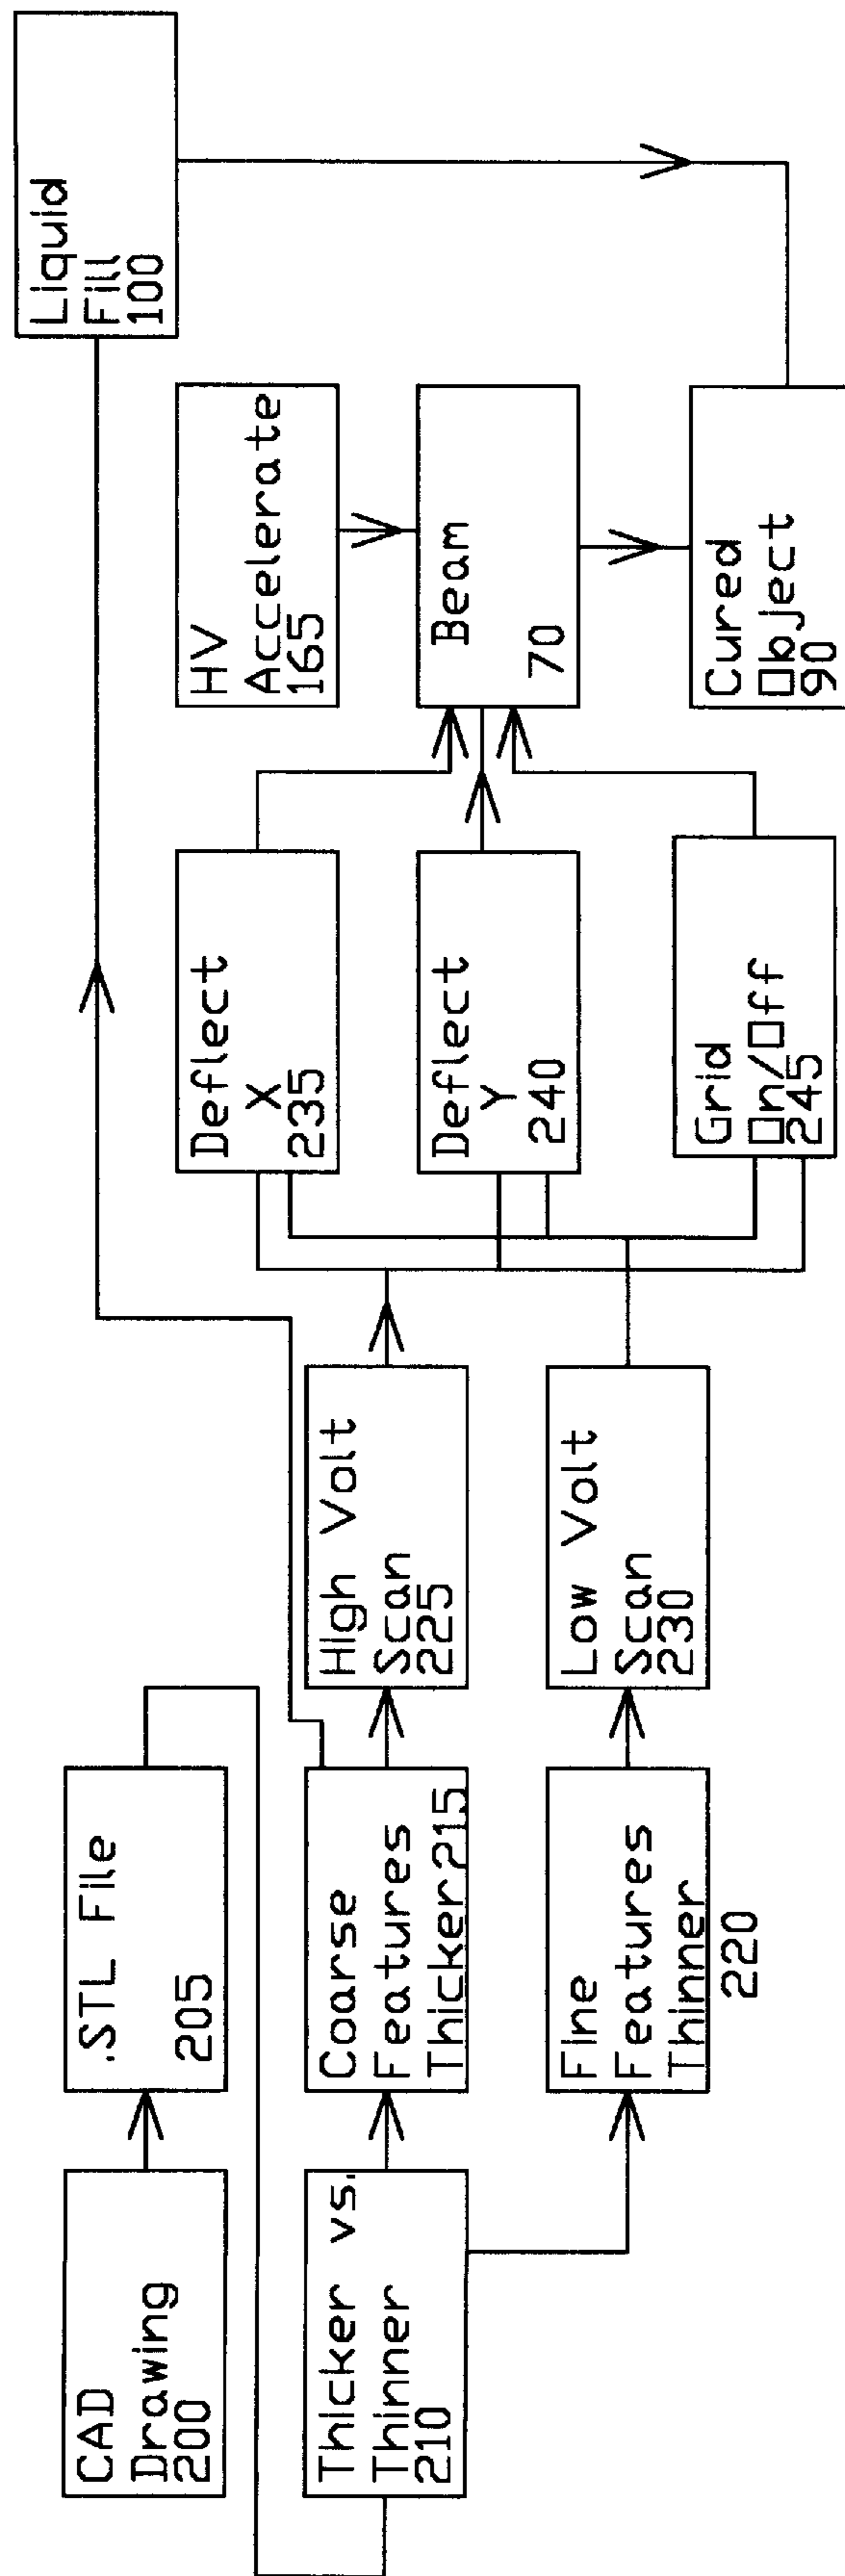 CAD
Drawing
200
.STL File
205
Thicker vs.
Thinner
210
Coarse
Features
Thicker215
Fine
Features
Thinner
220
High Volt
Scan
225
Low Volt
Scan
230
Deflect
X
235
Deflect
Y
240
Grid
On/Off
245
HV
Accelerate
165
Beam
70
Cured
Object
90
Liquid
Fill
100